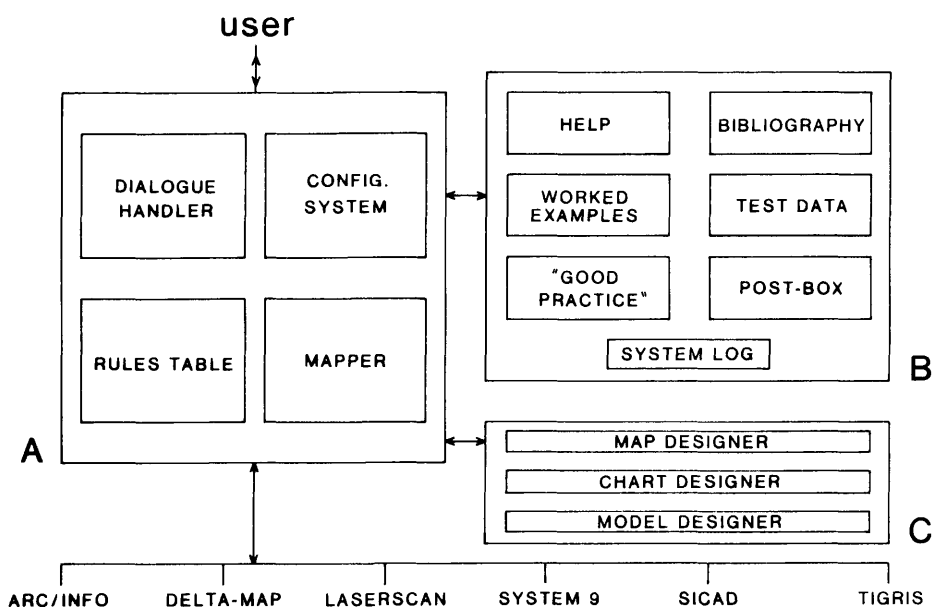 user
DIALOGUE
HANDLER
CONFIG.
SYSTEM
RULES TABLE
MAPPER
A
HELP
BIBLIOGRAPHY
WORKED
EXAMPLES
TEST DATA
"GOOD
PRACTICE"
POST-BOX
SYSTEM LOG
B
MAP DESIGNER
CHART DESIGNER
MODEL DESIGNER
C
ARC/INFO
DELTA-MAP
LASERSCAN
SYSTEM 9
SICAD
TIGRIS